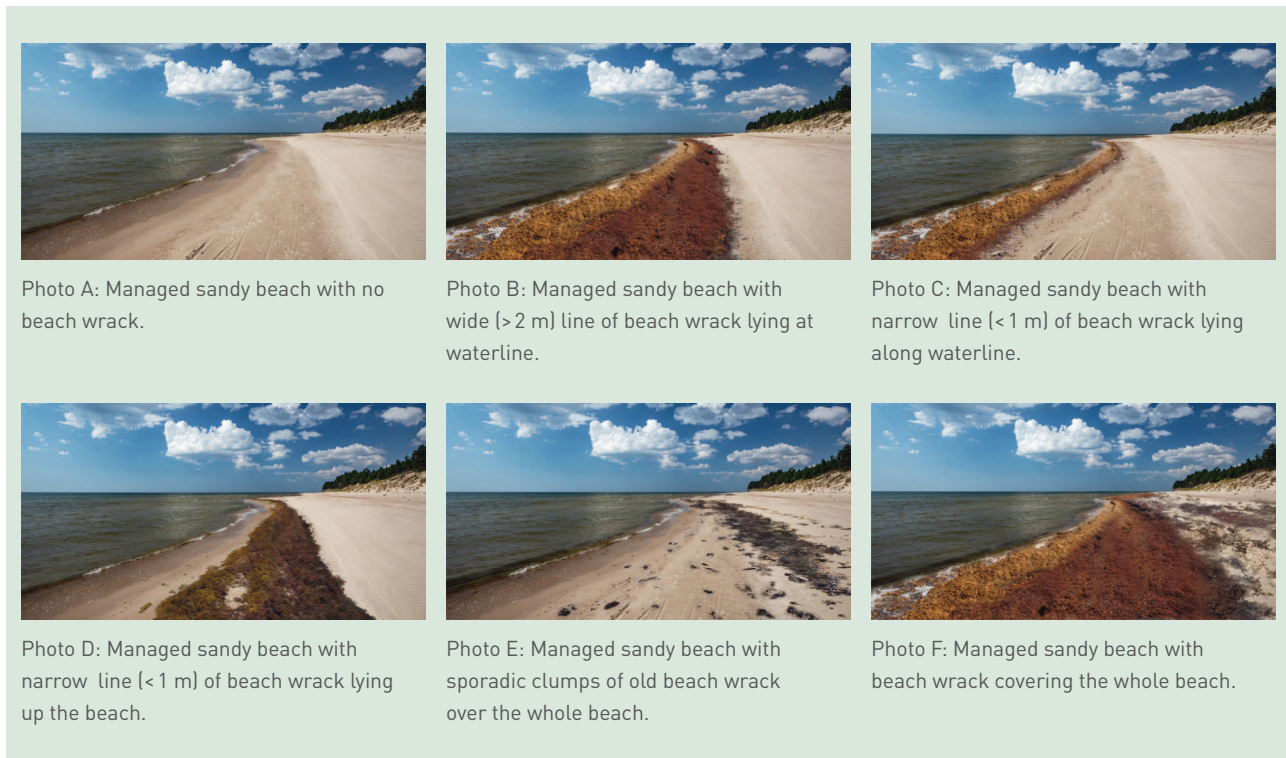 Photo A: Managed sandy beach with no
beach wrack.
Photo B: Managed sandy beach with
wide (> 2 m) line of beach wrack lying at
waterline.
Photo C: Managed sandy beach with
narrow  line (< 1 m) of beach wrack lying
along waterline.
Photo D: Managed sandy beach with
narrow  line (< 1 m) of beach wrack lying
up the beach.
Photo E: Managed sandy beach with
sporadic clumps of old beach wrack
over the whole beach.
Photo F: Managed sandy beach with
beach wrack covering the whole beach.